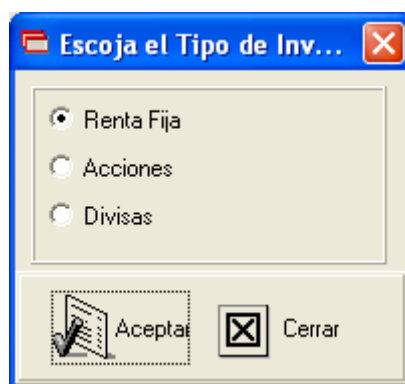 Escoja el Tipo de Inv...
Renta Fija
Acciones
Divisas
Aceptar Cerrar